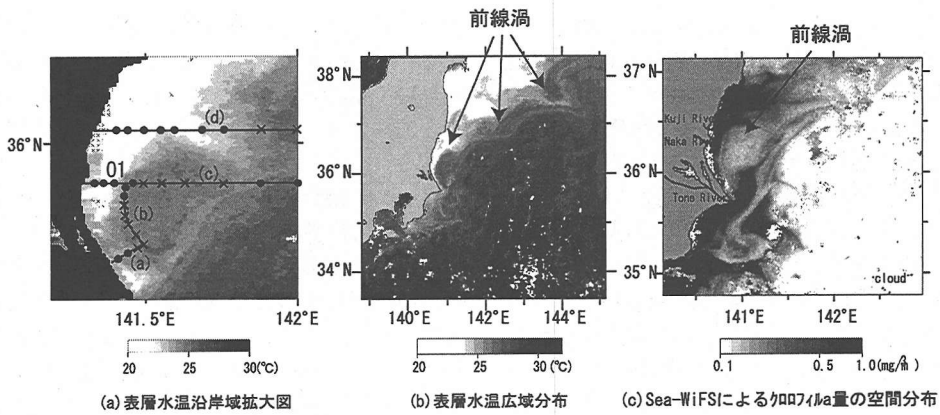 前線渦
前線渦
38°N
36°N
34°N
140°E
142°E
144°E
20
25
30(℃)
(b)表層水温広域分布
36°N
01
(d)
(c)
(b)
(a)
141.5°E
142°E
20
25
30(℃)
(a)表層水温沿岸域拡大図
37°N
36°N
35°N
Kuji River
Naka R
Tone River
cloud
141°E
142°E
0.1
0.5
1.0(mg/㎥)
(c)Sea-WiFSによるクロロフィルa量の空間分布